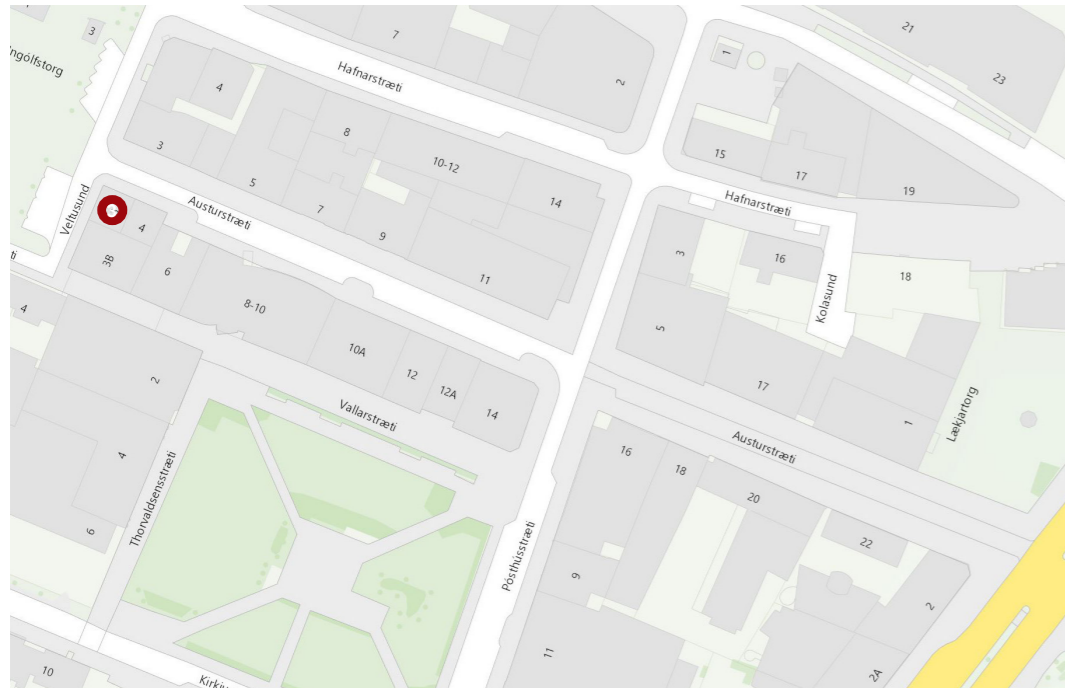 7
21
3
Ingólfstorg
Hafnarstræti
1
23
4
2
8
10-12
15
3
17
19
5
14
Veltusund
Austurstræti
7
Hafnarstræti
4
9
3
16
3B
6
11
18
8-10
Kolasund
4
5
10A
12
17
2
12A
14
Vallarstræti
1
Lækjartorg
Austurstræti
16
4
18
20
Thorvaldsensstræti
6
22
Pósthússtræti
9
2
11
10
2A